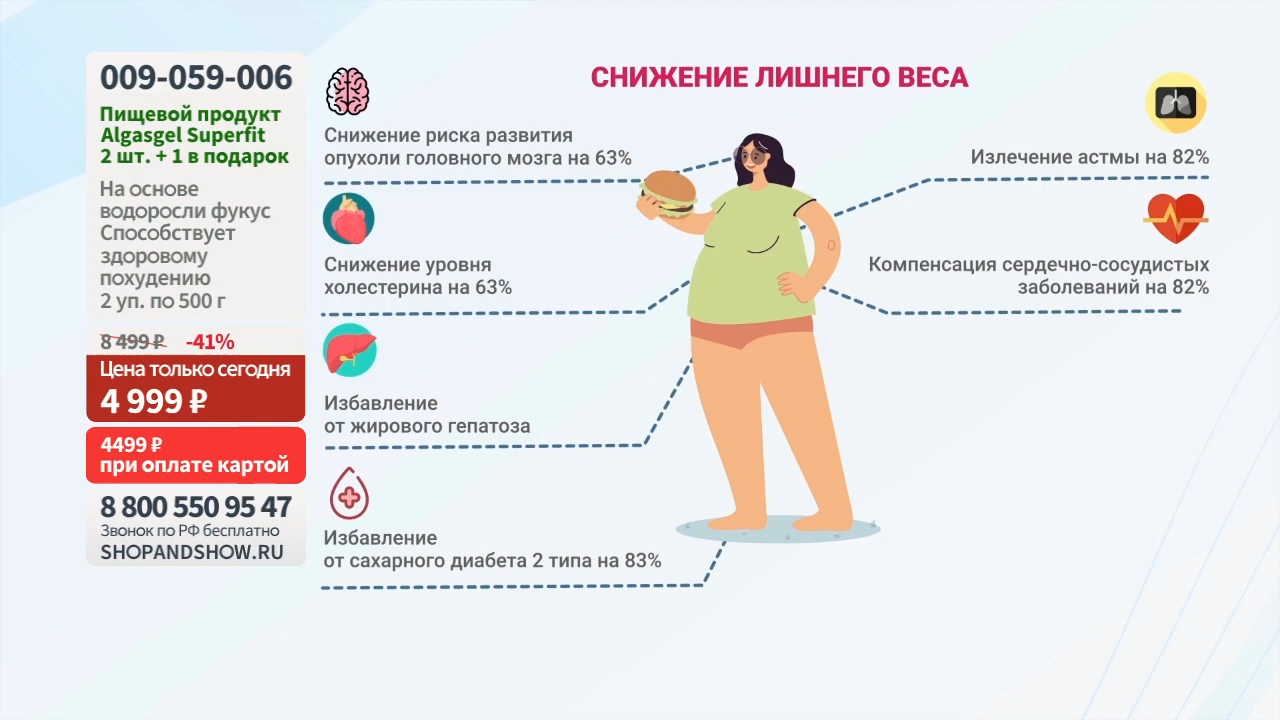 009-059-006
Пищевой продукт
Algasgel Superfit
2 шт. + 1 в подарок
На основе
водоросли фукус
Способствует
здоровому
похудению
2 уп. по 500 г
8 499 ₽ -41%
Цена только сегодня
4 999 ₽
4499 ₽
при оплате картой
8 800 550 95 47
Звонок по РФ бесплатно
SHOPANDSHOW.RU
СНИЖЕНИЕ ЛИШНЕГО ВЕСА
Снижение риска развития
опухоли головного мозга на 63%
Снижение уровня
холестерина на 63%
Избавление
от жирового гепатоза
Избавление
от сахарного диабета 2 типа на 83%
Излечение астмы на 82%
Компенсация сердечно-сосудистых
заболеваний на 82%